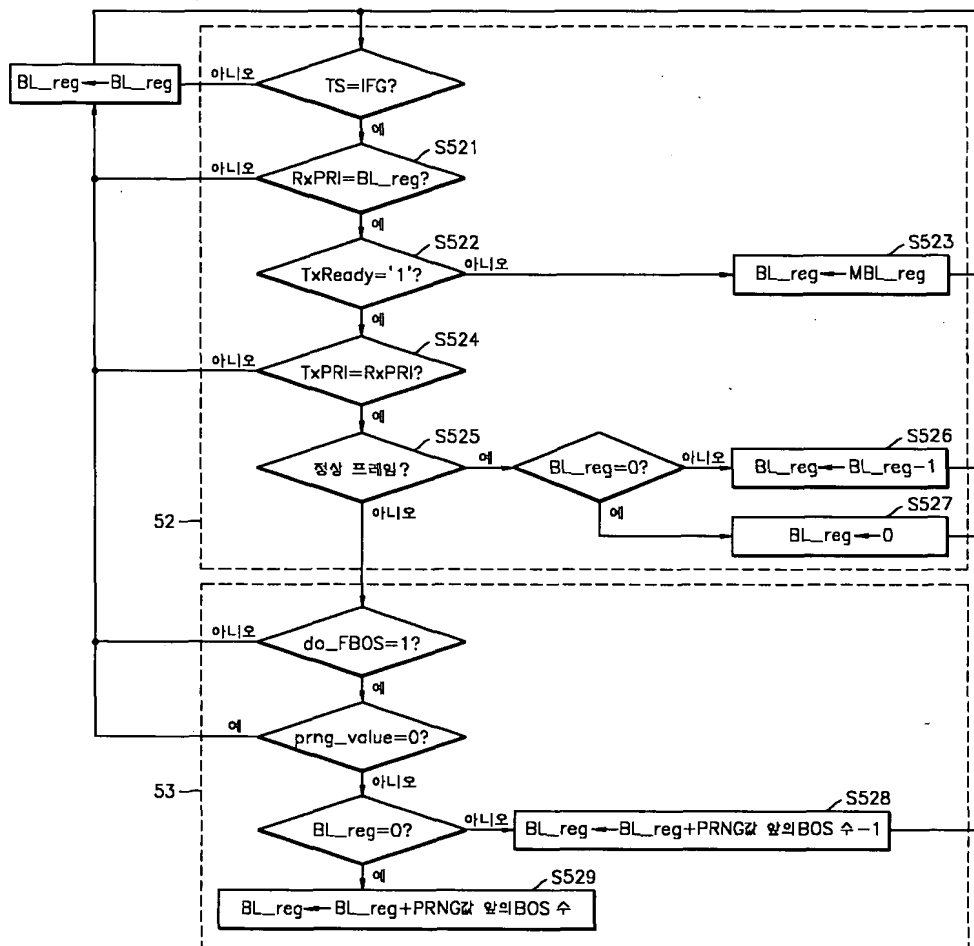 BL_reg←BL_reg
아니오
TS=IFG?
예
S521
아니오
RxPRI=BL_reg?
예
S522
TxReady='1'?
아니오
S523
BL_reg←MBL_reg
예
S524
아니오
TxPRI=RxPRI?
예
S525
정상 프레임?
예
BL_reg=0?
아니오
S526
BL_reg←BL_reg-1
예
S527
BL_reg←0
52
아니오
아니오
do_FBOS=1?
예
예
prng_value=0?
아니오
53
BL_reg=0?
아니오
S528
BL_reg←BL_reg+PRNG값 앞의BOS 수-1
예
S529
BL_reg←BL_reg+PRNG값 앞의BOS 수